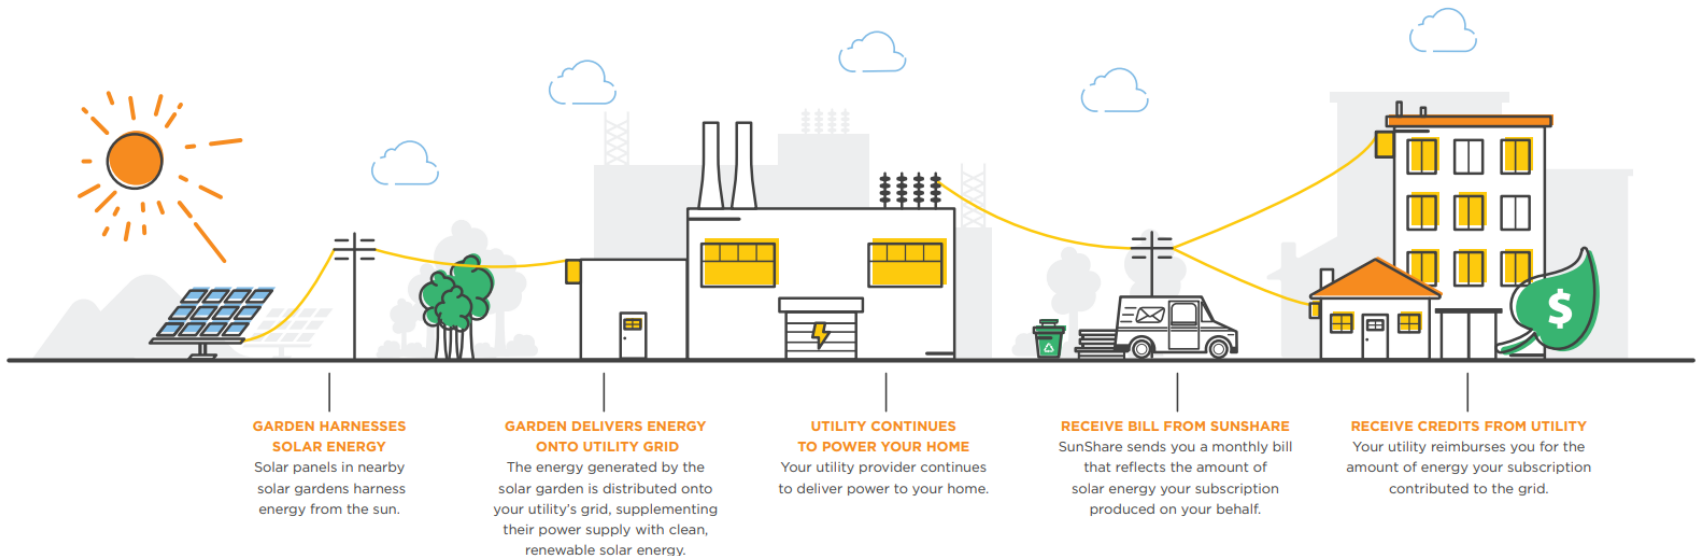 $
GARDEN HARNESSES
SOLAR ENERGY
Solar panels in nearby
solar gardens harness
energy from the sun.
GARDEN DELIVERS ENERGY
ONTO UTILITY GRID
The energy generated by the
solar garden is distributed onto
your utility’s grid, supplementing
their power supply with clean,
renewable solar energy.
UTILITY CONTINUES
TO POWER YOUR HOME
Your utility provider continues
to deliver power to your home.
RECEIVE BILL FROM SUNSHARE
SunShare sends you a monthly bill
that reflects the amount of
solar energy your subscription
produced on your behalf.
RECEIVE CREDITS FROM UTILITY
Your utility reimburses you for the
amount of energy your subscription
contributed to the grid.